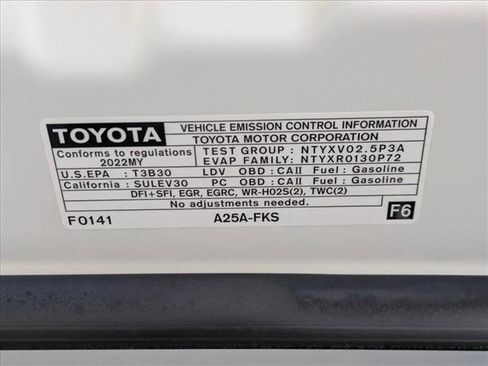 TOYOTA VEHICLE EMISSION CONTROL INFORMATION
TOYOTA MOTOR CORPORATION
Conforms to regulations TEST GROUP : NTYXV02.5P3A
2022MY EVAP FAMILY: NTYXR0130P72
U.S.EPA : T3B30 LDV OBD : CAII Fuel : Gasoline
California : SULEV30 PC OBD : CAII Fuel : Gasoline
DFI+SFI, EGR, EGRC, WR-HO2S(2), TWC(2)
No adjustments needed.
F0141 A25A-FKS F6